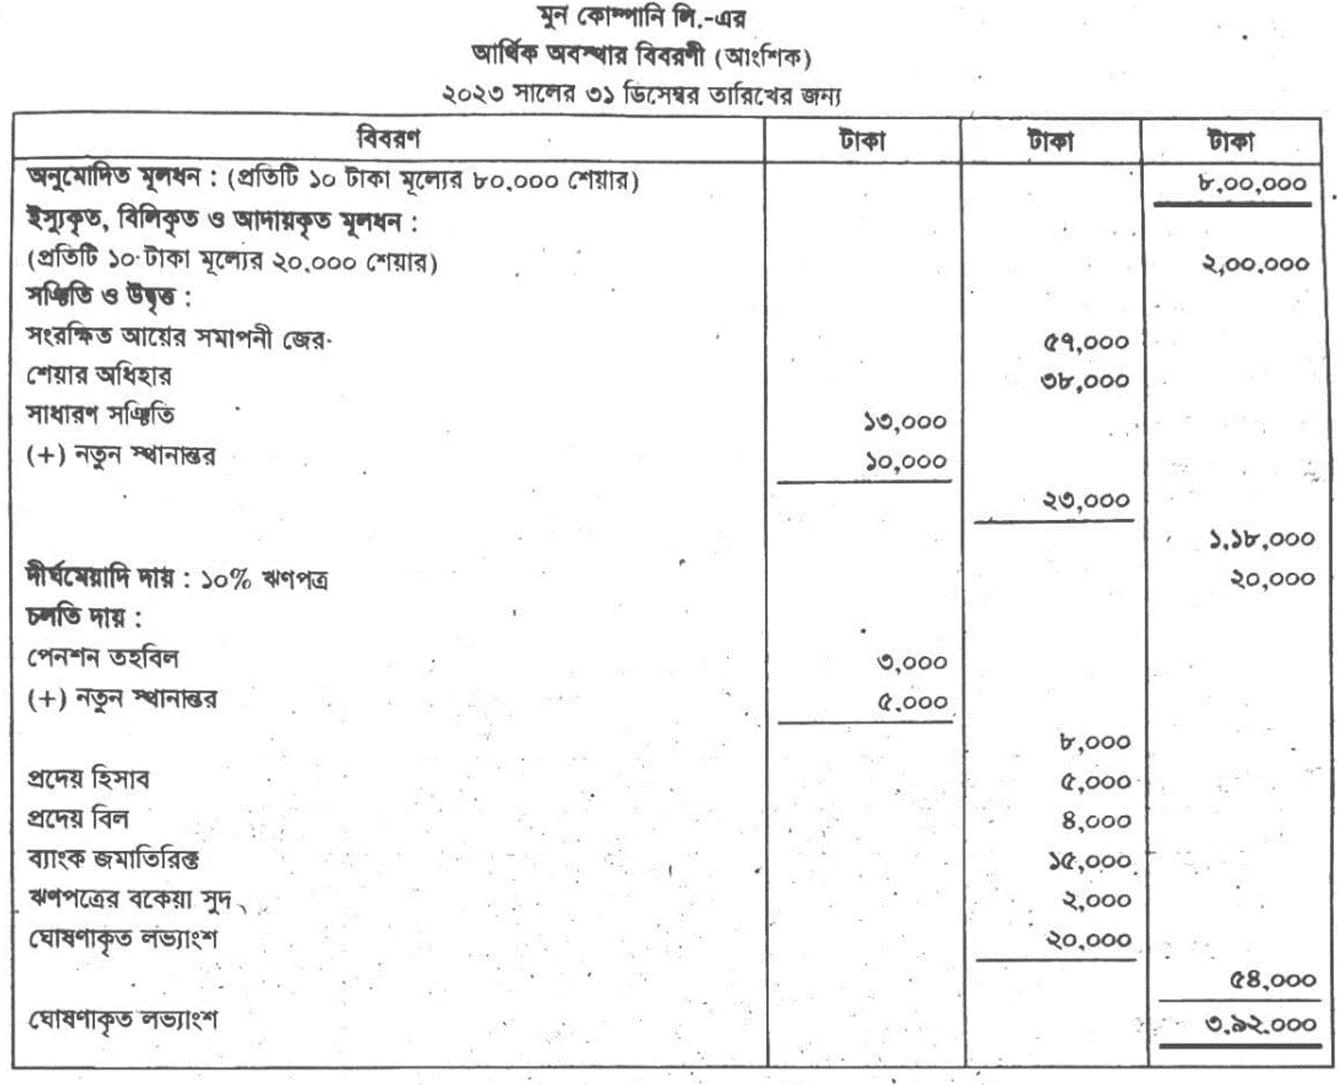 মুন কোম্পানি লি.-এর
আর্থিক অবস্থার বিবরণী (আংশিক)
২০২৩ সালের ৩১ ডিসেম্বর তারিখের জন্য
বিবরণ টাকা টাকা টাকা
অনুমোদিত মূলধন : (প্রতিটি ১০ টাকা মূল্যের ৮০,০০০ শেয়ার) ৮,০০,০০০
ইস্যুকৃত, বিলিকৃত ও আদায়কৃত মূলধন :
(প্রতিটি ১০ টাকা মূল্যের ২০,০০০ শেয়ার) ২,০০,০০০
সঞ্চিতি ও উদ্বৃত্ত :
সংরক্ষিত আয়ের সমাপনী জের ৫৭,০০০
শেয়ার অধিহার ৩৮,০০০
সাধারণ সঞ্চিতি ১৩,০০০
(+) নতুন স্থানান্তর ১০,০০০
২৩,০০০
১,১৮,০০০
দীর্ঘমেয়াদি দায় : ১০% ঋণপত্র ২০,০০০
চলতি দায় :
পেনশন তহবিল ৩,০০০
(+) নতুন স্থানান্তর ৫,০০০
৮,০০০
প্রদেয় হিসাব ৫,০০০
প্রদেয় বিল ৪,০০০
ব্যাংক জমাতিরিক্ত ১৫,০০০
ঋণপত্রের বকেয়া সুদ ২,০০০
ঘোষণাকৃত লভ্যাংশ ২০,০০০
৫৪,০০০
ঘোষণাকৃত লভ্যাংশ ৩,৯২,০০০